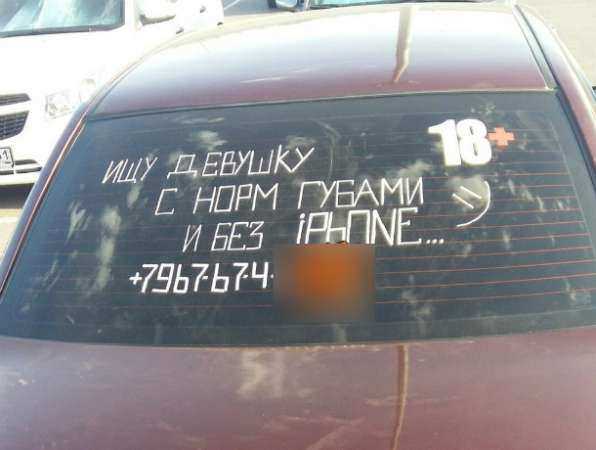 18+
ИЩУ ДЕВУШКУ
С НОРМ ГУБАМИ =)
И БЕЗ iPhONE...
+7967-67-4-